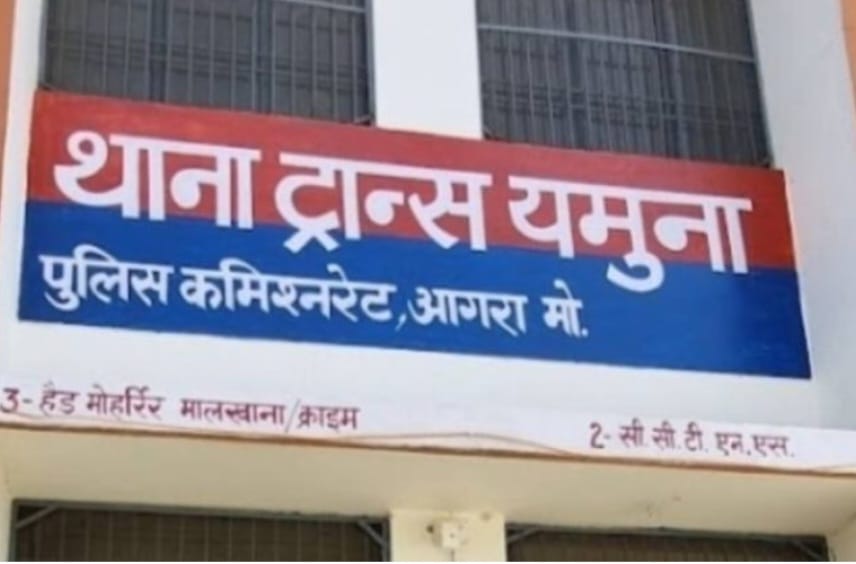 थाना ट्रान्स यमुना
पुलिस कमिश्नरेट, आगरा मो.
3- हैड मोहर्रिर मालखाना/क्राइम
2- सी.सी.टी.एन.एस.